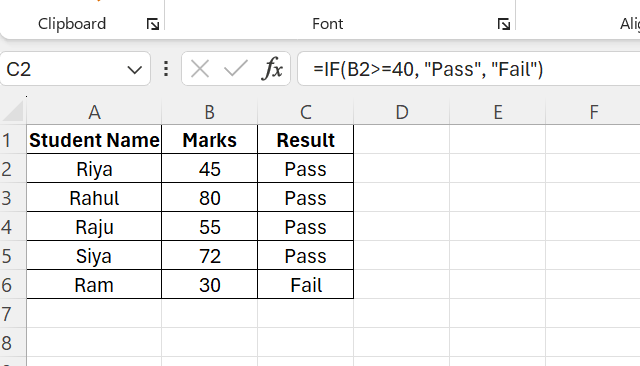 Clipboard Font
C2 fx =IF(B2>=40, "Pass", "Fail")
A B C D E F
1 Student Name Marks Result
2 Riya 45 Pass
3 Rahul 80 Pass
4 Raju 55 Pass
5 Siya 72 Pass
6 Ram 30 Fail
7
8